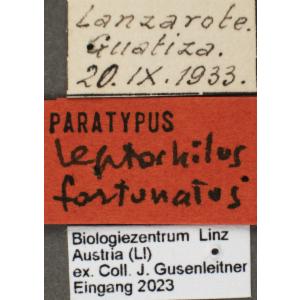 Lanzarote.
Guatiza.
20.IX.1933.
PARATYPUS
leptochilus
fortunatus
Biologiezentrum Linz
Austria (LI)
ex. Coll. J. Gusenleitner
Eingang 2023